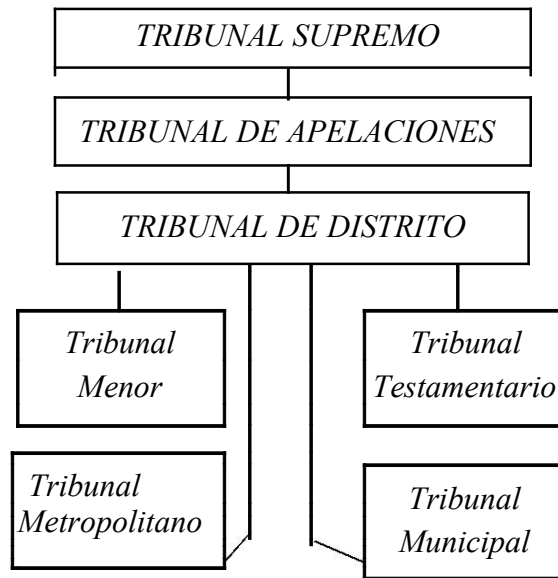 TRIBUNAL SUPREMO
TRIBUNAL DE APELACIONES
TRIBUNAL DE DISTRITO
Tribunal
Menor
Tribunal
Testamentario
Tribunal
Metropolitano
Tribunal
Municipal